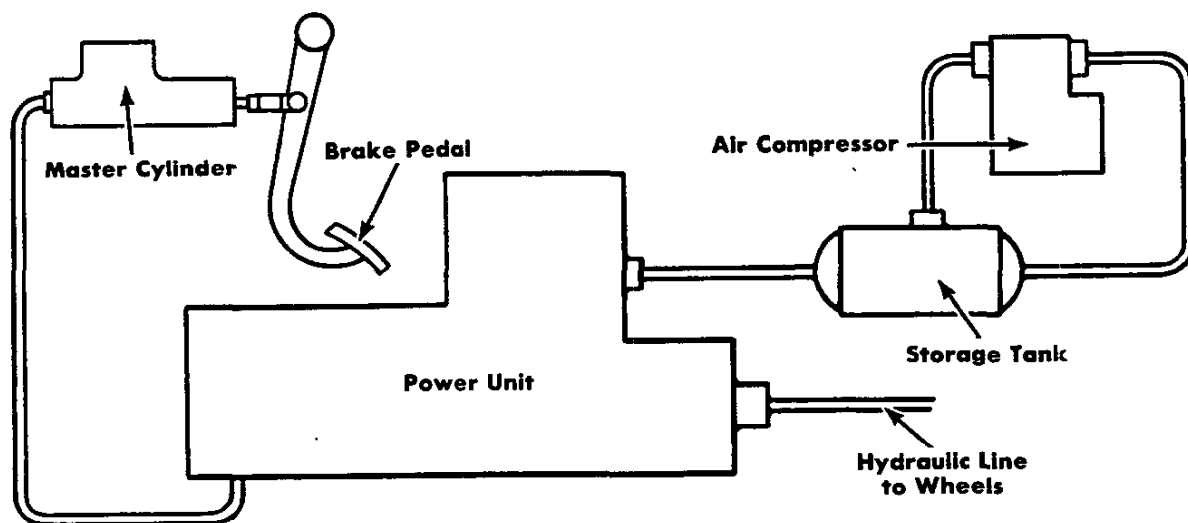 Master Cylinder
Brake Pedal
Air Compressor
Storage Tank
Power Unit
Hydraulic Line
to Wheels